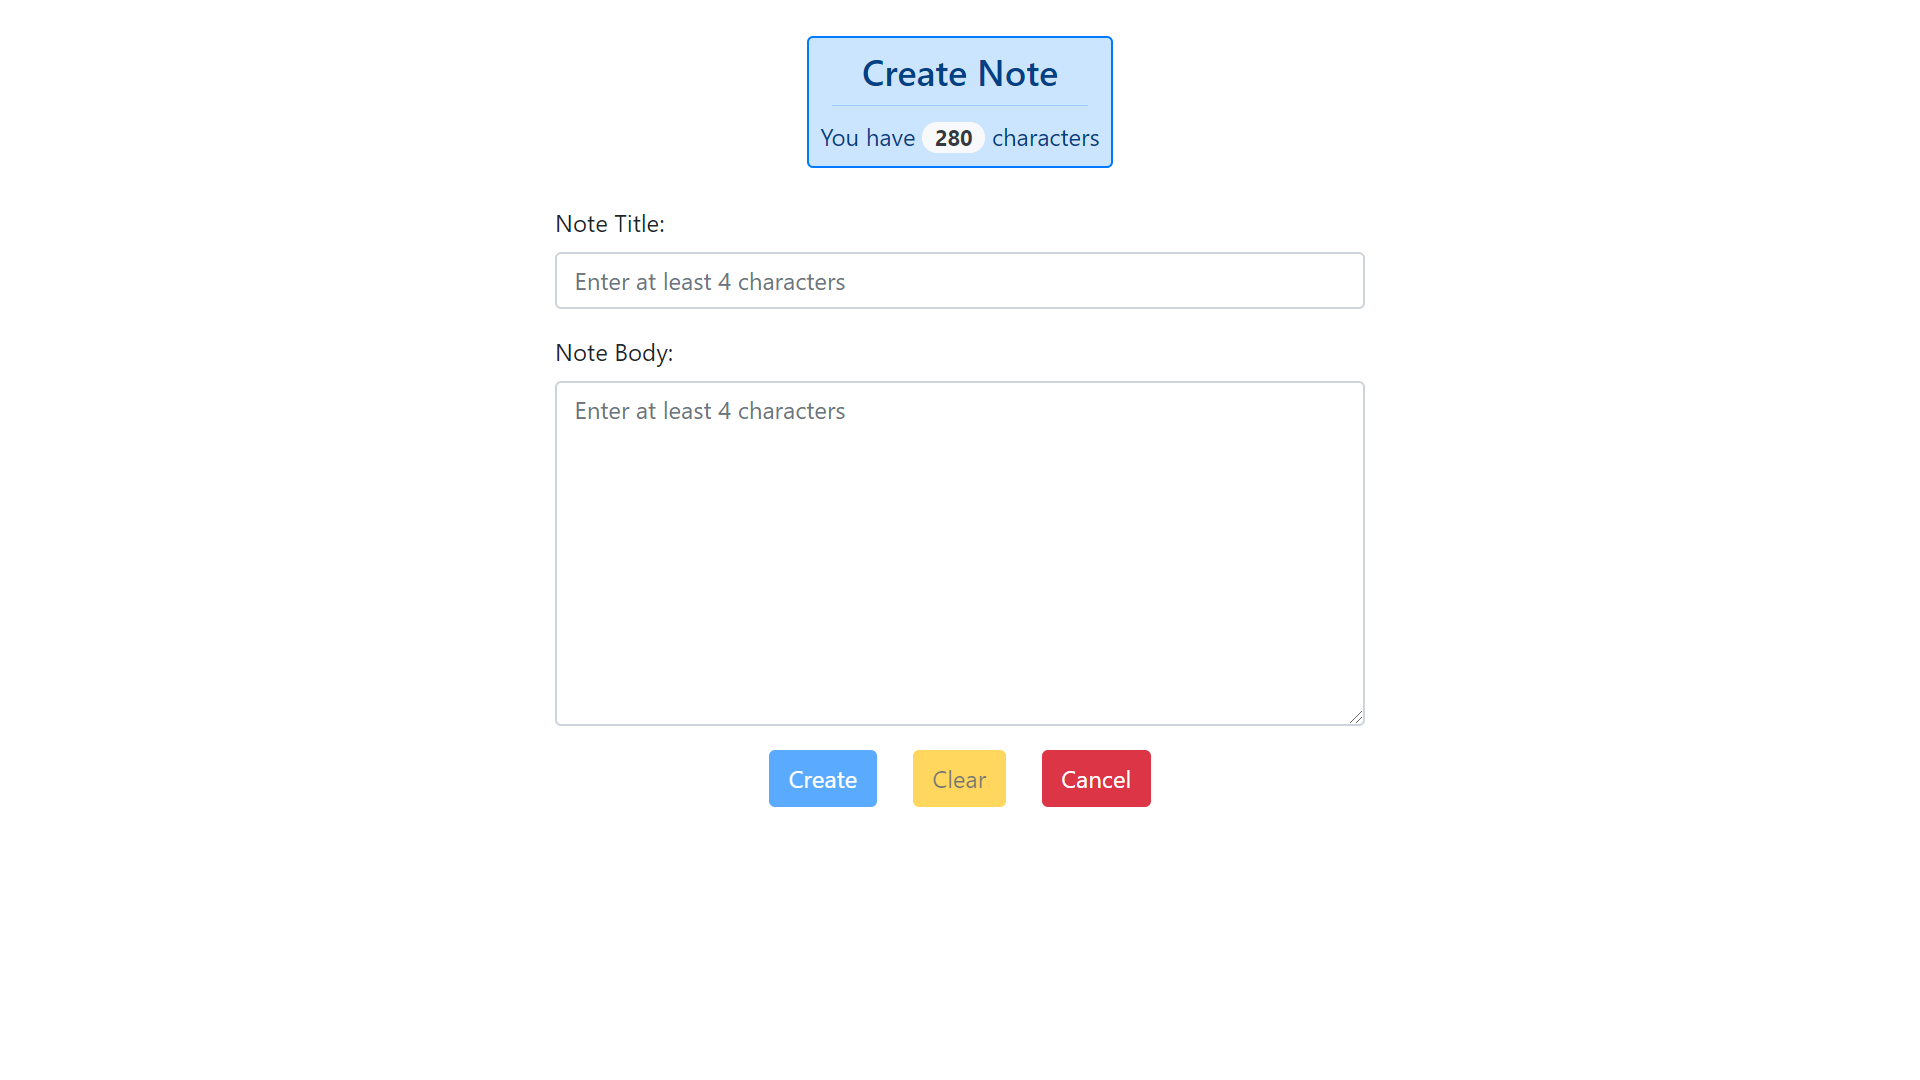 Create Note
You have 280 characters
Note Title:
Enter at least 4 characters
Note Body:
Enter at least 4 characters
Create Clear Cancel